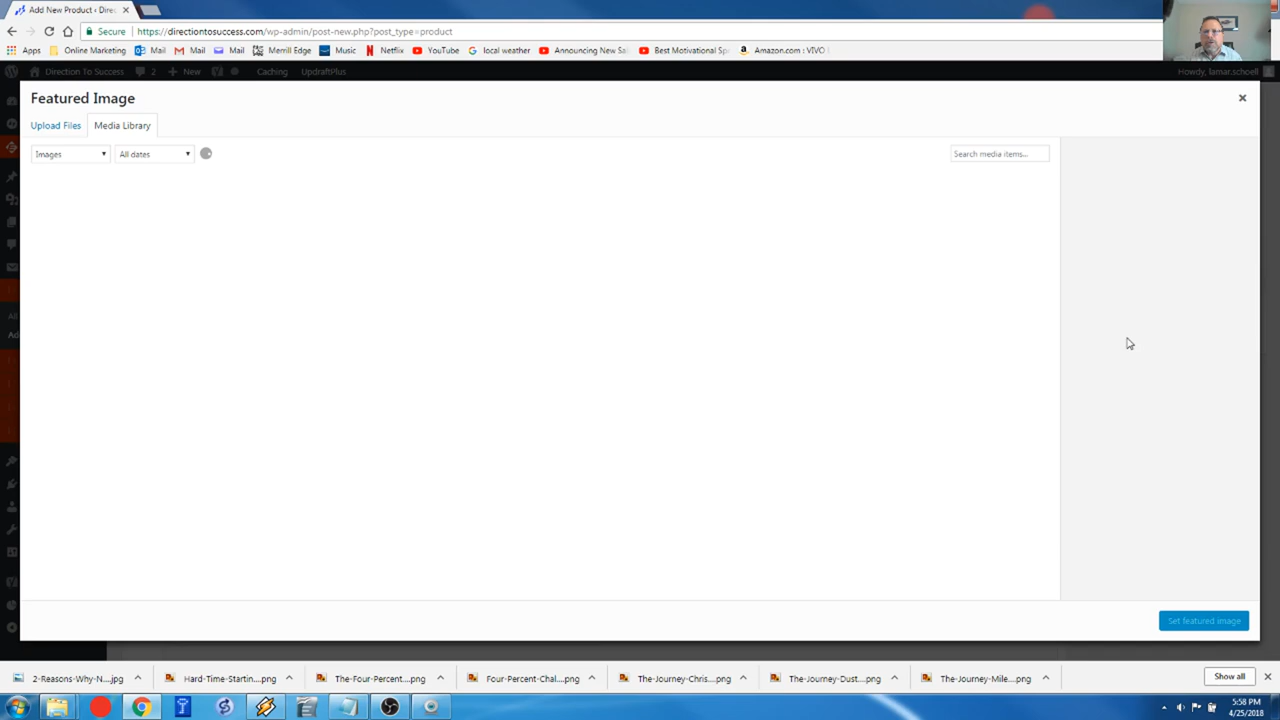 Add New Product ‹ Direc
Secure
https://directiontosuccess.com/wp-admin/post-new.php?post_type=product
Apps
Online Marketing
Mail
Mail
Mail
Merrill Edge
Music
Netflix
YouTube
local weather
Announcing New Sa
Best Motivational Sp
Amazon.com : VIVO
Direction To Success
2
New
Caching
UpdraftPlus
Howdy, lamar.schoell
Featured Image
Upload Files
Media Library
Images
All dates
Search media items...
Al
Ad
Set featured image
2-Reasons-Why-N....jpg
Hard-Time-Startin....png
The-Four-Percent....png
Four-Percent-Chal....png
The-Journey-Chris....png
The-Journey-Dust....png
The-Journey-Mile....png
Show all
5:58 PM
4/25/2018